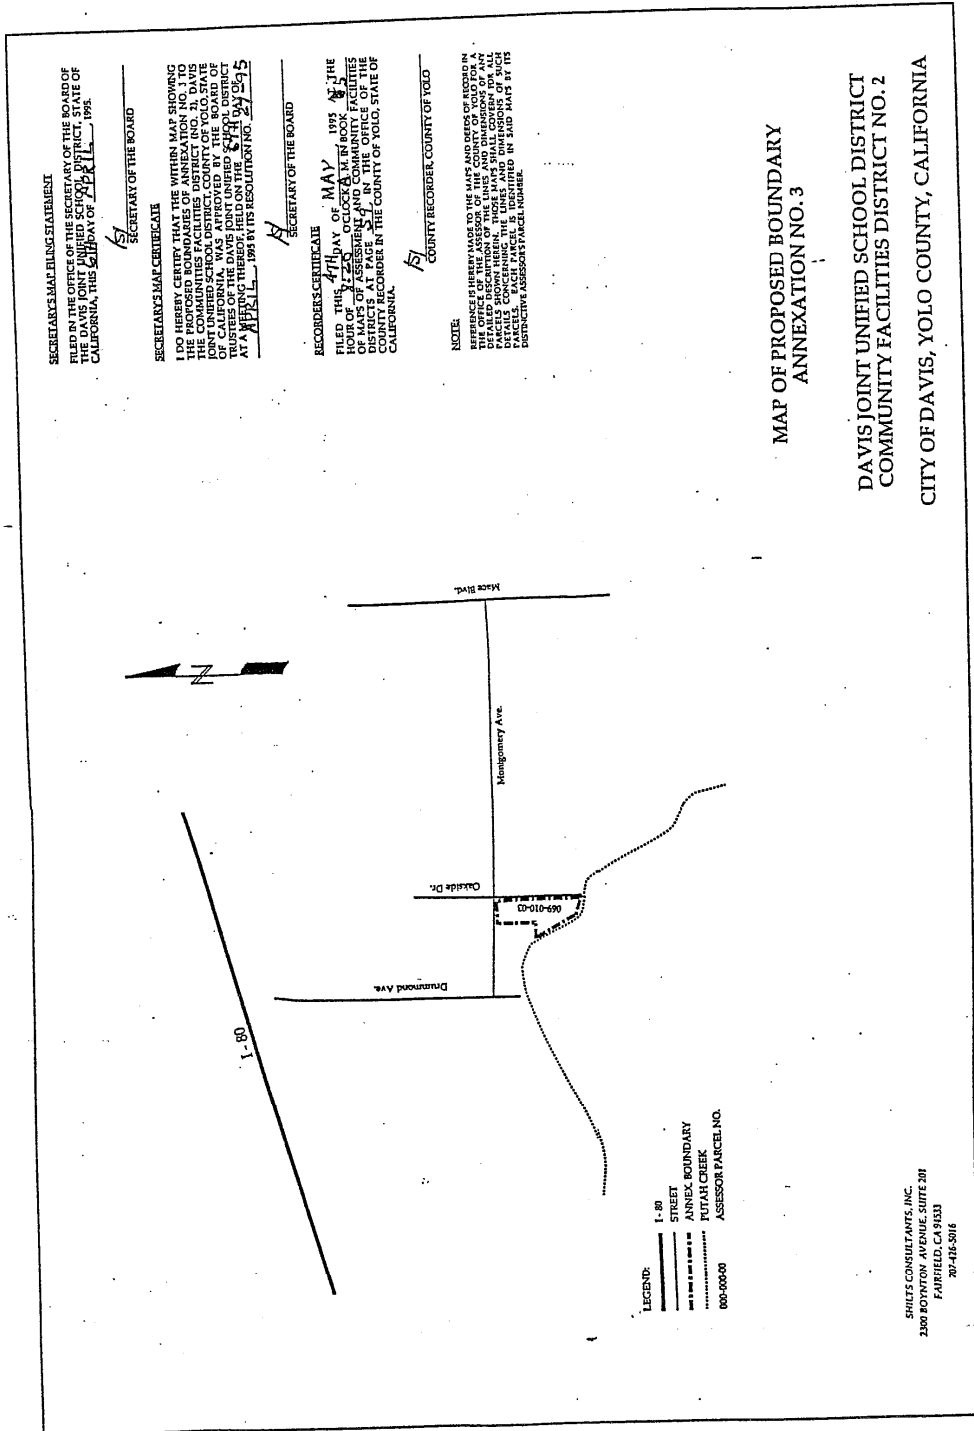 SECRETARY'S MAP FILING STATEMENT
FILED IN THE OFFICE OF THE SECRETARY OF THE BOARD OF
THE DAVIS JOINT UNIFIED SCHOOL DISTRICT, STATE OF
CALIFORNIA, THIS 6TH DAY OF APRIL, 1995.
/S/
SECRETARY OF THE BOARD
SECRETARY'S MAP CERTIFICATE
I DO HEREBY CERTIFY THAT THE WITHIN MAP SHOWING
THE PROPOSED BOUNDARIES OF ANNEXATION NO. 3 TO
THE COMMUNITIES FACILITIES DISTRICT (NO. 2), DAVIS
JOINT UNIFIED SCHOOL DISTRICT, COUNTY OF YOLO, STATE
OF CALIFORNIA, WAS APPROVED BY THE BOARD OF
TRUSTEES OF THE DAVIS JOINT UNIFIED SCHOOL DISTRICT
AT A MEETING THEREOF, HELD ON THE 6TH DAY OF
APRIL, 1995 BY ITS RESOLUTION NO. 27-95
/S/
SECRETARY OF THE BOARD
RECORDER'S CERTIFICATE
FILED THIS 4TH DAY OF MAY, 1995 AT THE
HOUR OF O'CLOCK A.M. IN BOOK
OF MAPS OF ASSESSMENT AND COMMUNITY FACILITIES
DISTRICTS AT PAGE IN THE OFFICE OF THE
COUNTY RECORDER IN THE COUNTY OF YOLO, STATE OF
CALIFORNIA.
/S/
COUNTY RECORDER, COUNTY OF YOLO
NOTE:
REFERENCE IS HEREBY MADE TO THE MAPS AND DEEDS OF RECORD IN
THE OFFICE OF THE ASSESSOR OF THE COUNTY OF YOLO FOR A
DETAILED DESCRIPTION OF THE LINES AND DIMENSIONS OF ANY
PARCELS SHOWN HEREIN. THOSE MAPS SHALL GOVERN FOR ALL
DETAILS CONCERNING THE LINES AND DIMENSIONS OF SUCH
PARCELS. EACH PARCEL IS IDENTIFIED IN SAID MAPS BY ITS
DISTINCTIVE ASSESSOR'S PARCEL NUMBER.
N
I - 80
Drummond Ave.
Oakside Dr.
Mace Blvd.
Montgomery Ave.
069-010-03
LEGEND:
I - 80
STREET
ANNEX. BOUNDARY
PUTAH CREEK
000-000-00 ASSESSOR PARCEL NO.
MAP OF PROPOSED BOUNDARY
ANNEXATION NO. 3
DAVIS JOINT UNIFIED SCHOOL DISTRICT
COMMUNITY FACILITIES DISTRICT NO. 2
CITY OF DAVIS, YOLO COUNTY, CALIFORNIA
SHILTS CONSULTANTS, INC.
2300 BOYNTON AVENUE, SUITE 201
FAIRFIELD, CA 94533
707-426-5016